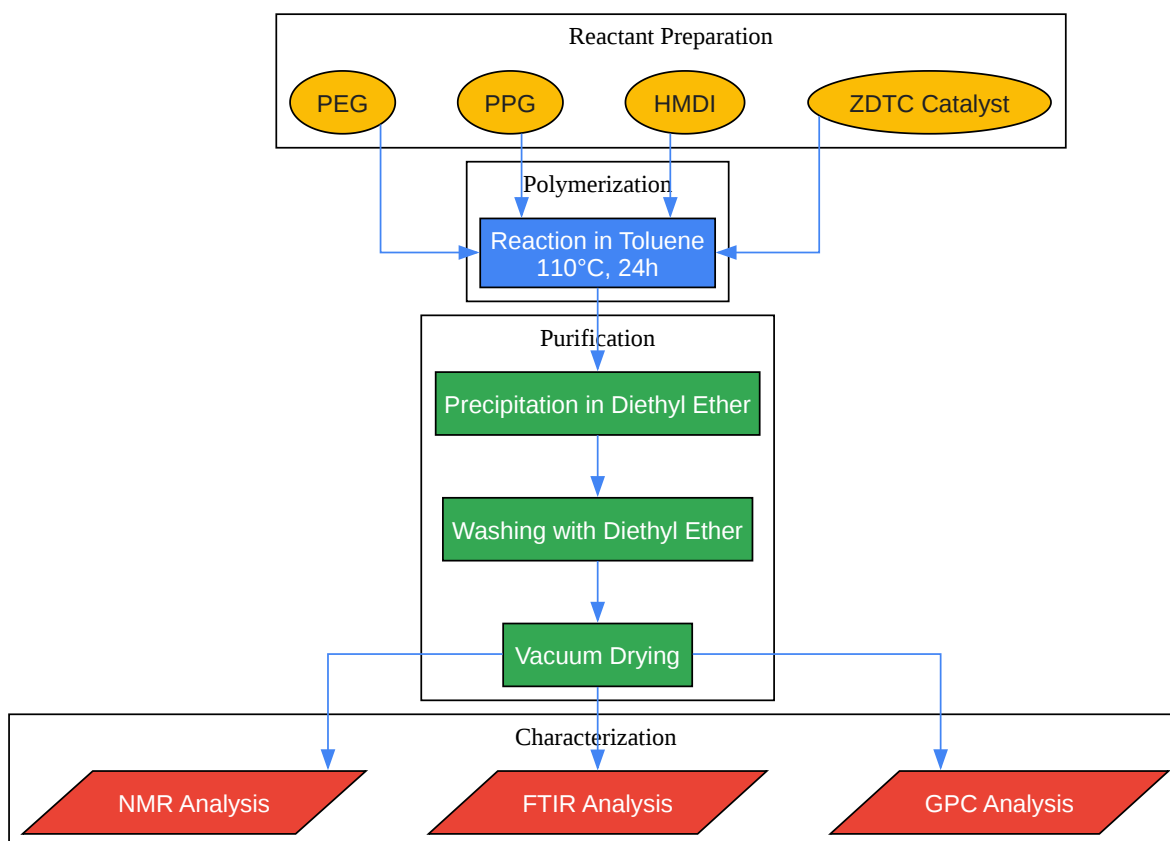 Reactant Preparation
PEG
PPG
HMDI
ZDTC Catalyst
Polymerization
Reaction in Toluene
110°C, 24h
Purification
Precipitation in Diethyl Ether
Washing with Diethyl Ether
Vacuum Drying
Characterization
NMR Analysis
FTIR Analysis
GPC Analysis